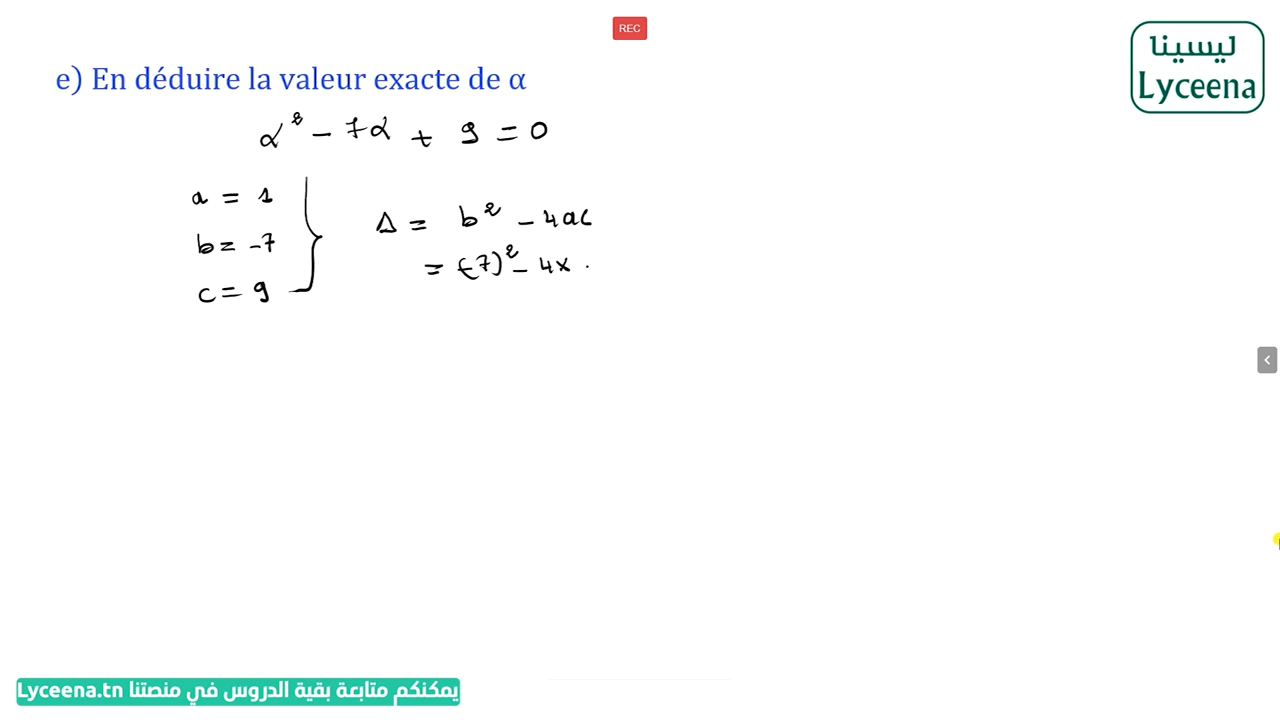 REC
ليسينا
Lyceena
e) En déduire la valeur exacte de α
α² - 7α + 9 = 0
a = 1
b = -7
c = 9
Δ = b² - 4ac
= (-7)² - 4x
يمكنكم متابعة بقية الدروس في منصتنا Lyceena.tn